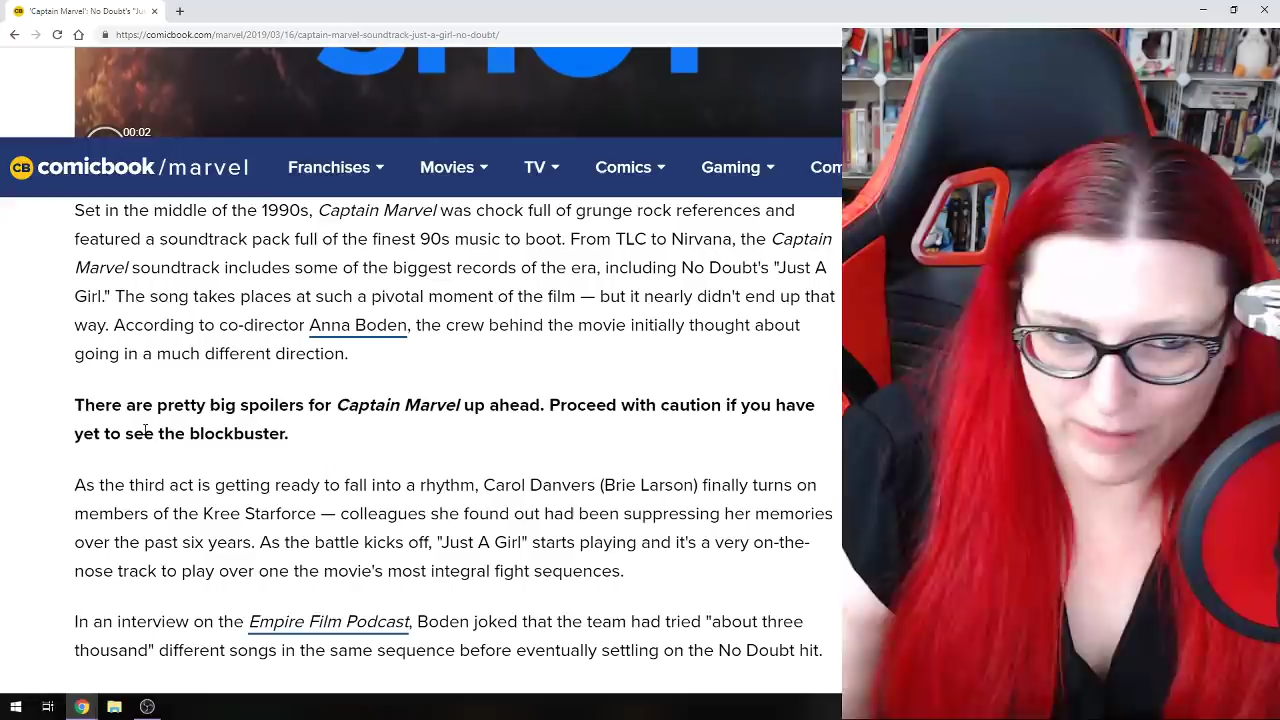 'Captain Marvel': No Doubt's "Ju
https://comicbook.com/marvel/2019/03/16/captain-marvel-soundtrack-just-a-girl-no-doubt/
SHOT
00:02
CB comicbook /marvel Franchises Movies TV Comics Gaming Com
Set in the middle of the 1990s, Captain Marvel was chock full of grunge rock references and
featured a soundtrack pack full of the finest 90s music to boot. From TLC to Nirvana, the Captain
Marvel soundtrack includes some of the biggest records of the era, including No Doubt's "Just A
Girl." The song takes places at such a pivotal moment of the film — but it nearly didn't end up that
way. According to co-director Anna Boden, the crew behind the movie initially thought about
going in a much different direction.
There are pretty big spoilers for Captain Marvel up ahead. Proceed with caution if you have
yet to see the blockbuster.
As the third act is getting ready to fall into a rhythm, Carol Danvers (Brie Larson) finally turns on
members of the Kree Starforce — colleagues she found out had been suppressing her memories
over the past six years. As the battle kicks off, "Just A Girl" starts playing and it's a very on-the-
nose track to play over one the movie's most integral fight sequences.
In an interview on the Empire Film Podcast, Boden joked that the team had tried "about three
thousand" different songs in the same sequence before eventually settling on the No Doubt hit.